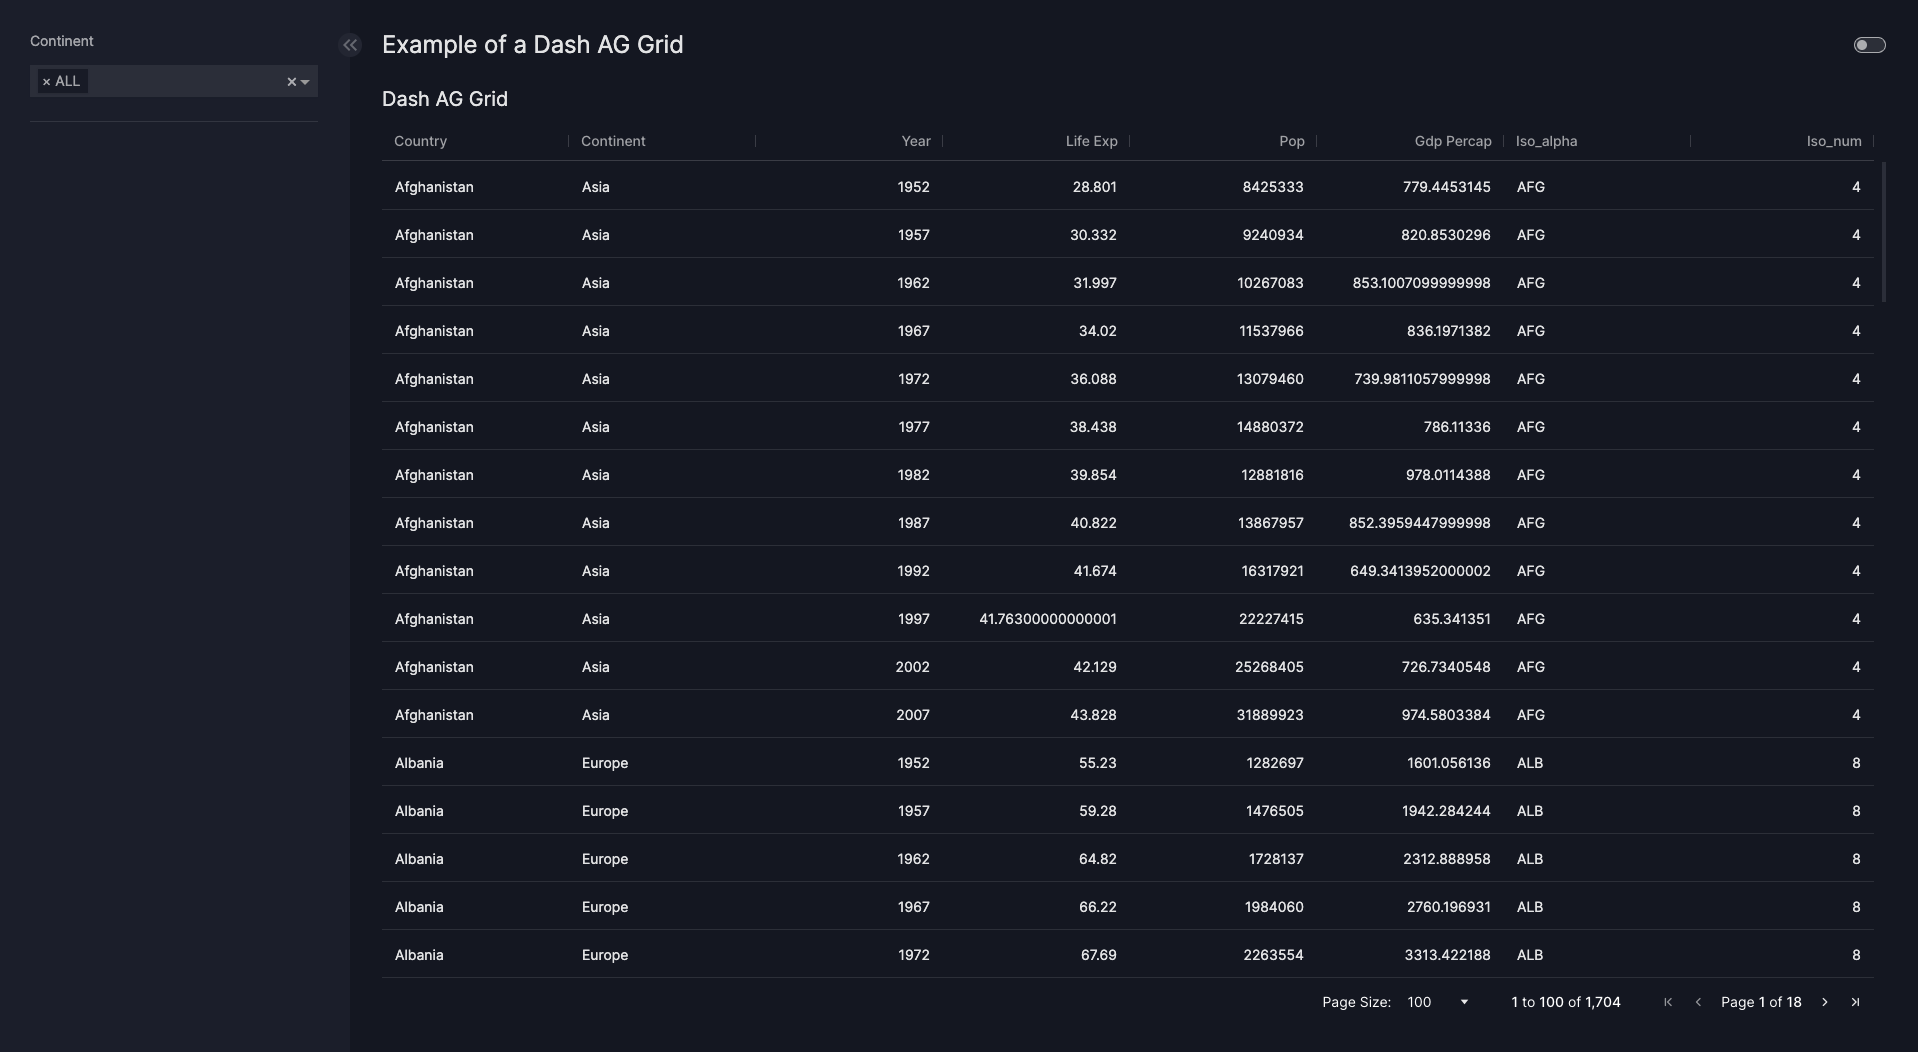 Continent
× ALL
Example of a Dash AG Grid
Dash AG Grid
Country Continent Year Life Exp Pop Gdp Percap Iso_alpha Iso_num
Afghanistan Asia 1952 28.801 8425333 779.4453145 AFG 4
Afghanistan Asia 1957 30.332 9240934 820.8530296 AFG 4
Afghanistan Asia 1962 31.997 10267083 853.1007099999998 AFG 4
Afghanistan Asia 1967 34.02 11537966 836.1971382 AFG 4
Afghanistan Asia 1972 36.088 13079460 739.9811057999998 AFG 4
Afghanistan Asia 1977 38.438 14880372 786.11336 AFG 4
Afghanistan Asia 1982 39.854 12881816 978.0114388 AFG 4
Afghanistan Asia 1987 40.822 13867957 852.3959447999998 AFG 4
Afghanistan Asia 1992 41.674 16317921 649.3413952000002 AFG 4
Afghanistan Asia 1997 41.76300000000001 22227415 635.341351 AFG 4
Afghanistan Asia 2002 42.129 25268405 726.7340548 AFG 4
Afghanistan Asia 2007 43.828 31889923 974.5803384 AFG 4
Albania Europe 1952 55.23 1282697 1601.056136 ALB 8
Albania Europe 1957 59.28 1476505 1942.284244 ALB 8
Albania Europe 1962 64.82 1728137 2312.888958 ALB 8
Albania Europe 1967 66.22 1984060 2760.196931 ALB 8
Albania Europe 1972 67.69 2263554 3313.422188 ALB 8
Page Size: 100 1 to 100 of 1,704 Page 1 of 18